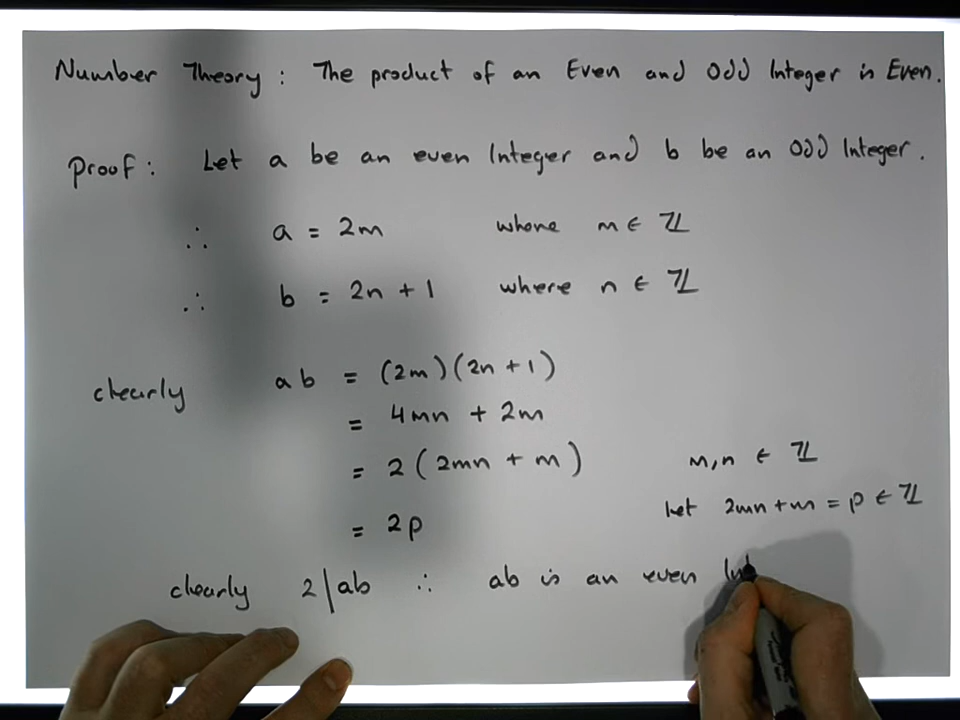 Number Theory: The product of an Even and Odd Integer is Even.
Proof: Let a be an even Integer and b be an Odd Integer.
∴ a = 2m where m ∈ ℤ
∴ b = 2n + 1 where n ∈ ℤ
clearly ab = (2m)(2n + 1)
= 4mn + 2m
= 2(2mn + m) m,n ∈ ℤ
= 2p Let 2mn + m = p ∈ ℤ
clearly 2|ab ∴ ab is an even